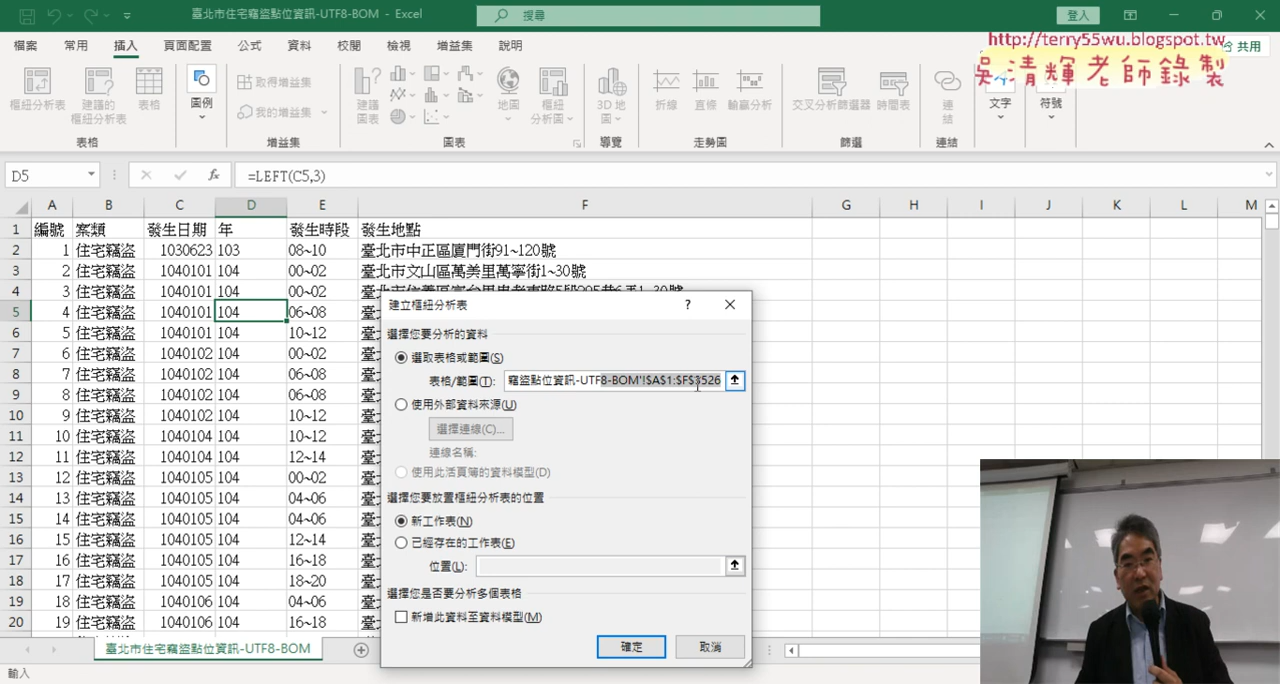 臺北市住宅竊盜點位資訊-UTF8-BOM - Excel
搜尋
登入
檔案 常用 插入 頁面配置 公式 資料 校閱 檢視 增益集 說明
共用
http://terry55wu.blogspot.tw
吳清輝老師錄製
樞紐分析表 建議的樞紐分析表 表格 圖例 取得增益集 我的增益集 建議圖表 地圖 樞紐分析圖 3D 地圖 折線 直條 輸贏分析 交叉分析篩選器 時間表 連結 文字 符號
表格 增益集 圖表 導覽 走勢圖 篩選 連結
D5 fx =LEFT(C5,3)
A B C D E F G H I J K L M
1 編號 案類 發生日期 年 發生時段 發生地點
2 1 住宅竊盜 1030623 103 08~10 臺北市中正區廈門街91~120號
3 2 住宅竊盜 1040101 104 00~02 臺北市文山區萬美里萬寧街1~30號
4 3 住宅竊盜 1040101 104 00~02
5 4 住宅竊盜 1040101 104 06~08
6 5 住宅竊盜 1040101 104 10~12
7 6 住宅竊盜 1040102 104 00~02
8 7 住宅竊盜 1040102 104 06~08
9 8 住宅竊盜 1040102 104 06~08
10 9 住宅竊盜 1040102 104 10~12
11 10 住宅竊盜 1040104 104 10~12
12 11 住宅竊盜 1040104 104 12~14
13 12 住宅竊盜 1040105 104 00~02
14 13 住宅竊盜 1040105 104 04~06
15 14 住宅竊盜 1040105 104 04~06
16 15 住宅竊盜 1040105 104 12~14
17 16 住宅竊盜 1040105 104 16~18
18 17 住宅竊盜 1040105 104 18~20
19 18 住宅竊盜 1040106 104 04~06
20 19 住宅竊盜 1040106 104 16~18
建立樞紐分析表 ?
選擇您要分析的資料
選取表格或範圍(S)
表格/範圍(T): 竊盜點位資訊-UTF8-BOM'!$A$1:$F$3526
使用外部資料來源(U)
選擇連線(C)...
連線名稱:
使用此活頁簿的資料模型(D)
選擇您要放置樞紐分析表的位置
新工作表(N)
已經存在的工作表(E)
位置(L):
選擇您是否要分析多個表格
新增此資料至資料模型(M)
確定 取消
臺北市住宅竊盜點位資訊-UTF8-BOM
輸入